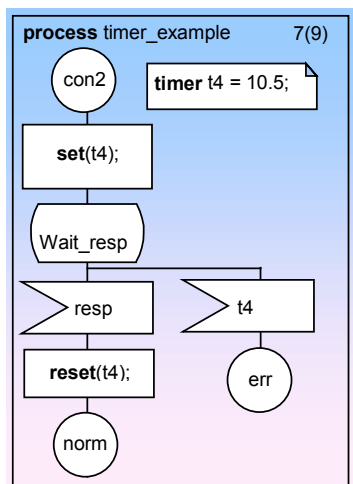 process timer_example 7(9)
con2
timer t4 = 10.5;
set(t4);
Wait_resp
resp
t4
reset(t4);
err
norm